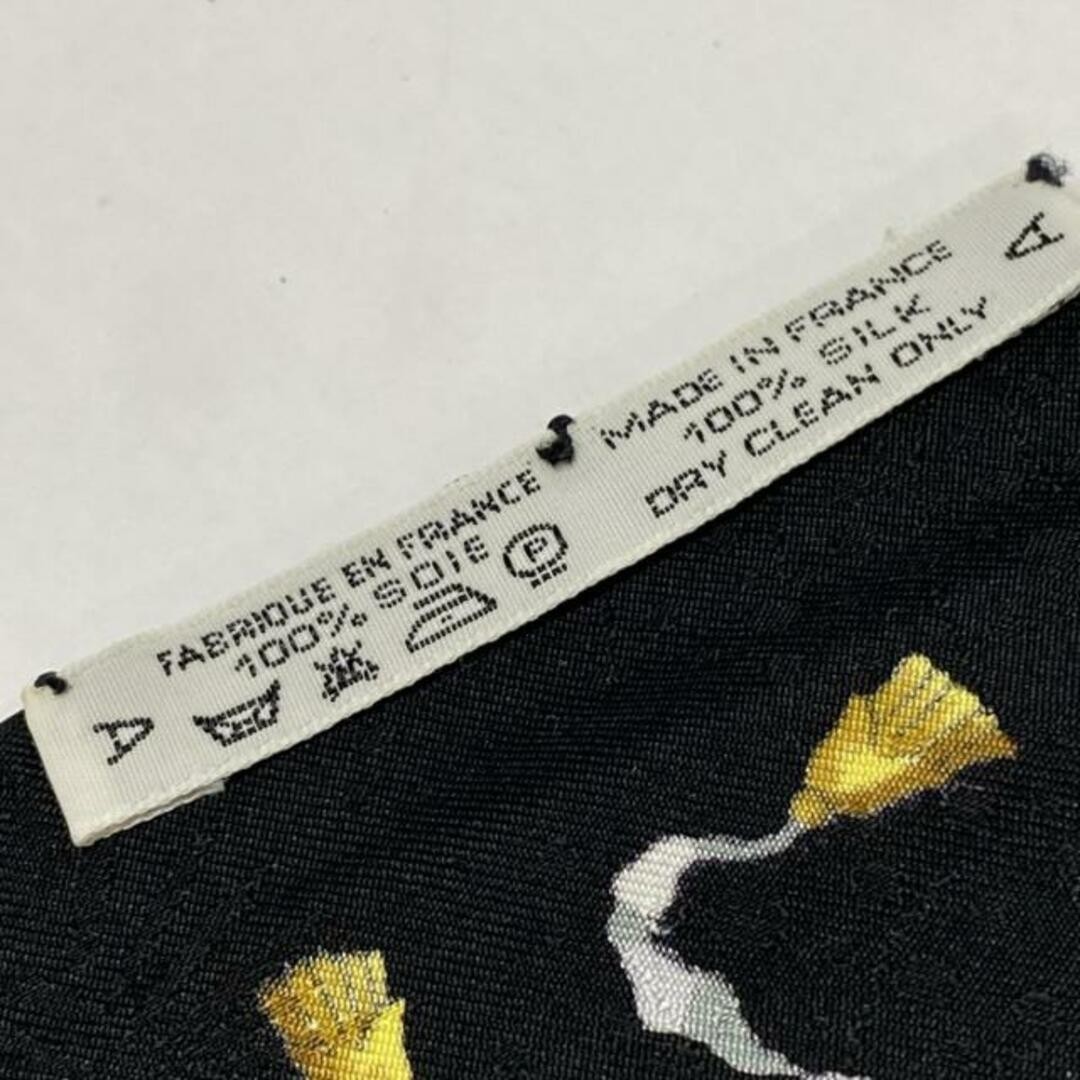 A
FABRIQUE EN FRANCE
100% SOIE
P
MADE IN FRANCE
100% SILK
DRY CLEAN ONLY
A